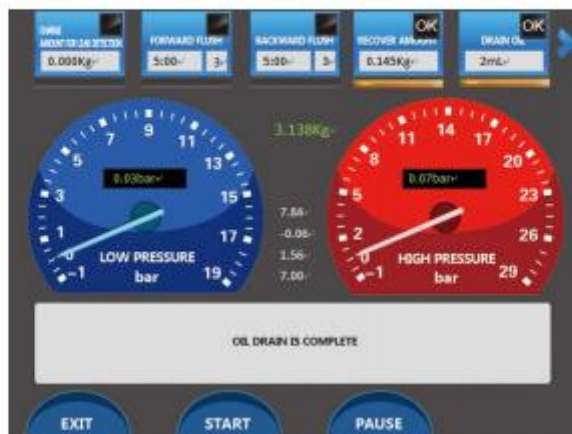 CHARGE
AMOUNT FOR LEAK DETECTION
0.000Kg
FORWARD FLUSH
5:00 3
BACKWARD FLUSH
5:00 3
OK
RECOVER AMOUNT
0.145Kg
OK
DRAIN OIL
2mL
-1 0 1 3 5 7 9 11 13 15 17 19
0.03bar
LOW PRESSURE
bar
3.138Kg
7.84
-0.06
1.56
7.00
-1 0 2 5 8 11 14 17 20 23 26 29
0.07bar
HIGH PRESSURE
bar
OIL DRAIN IS COMPLETE
EXIT
START
PAUSE